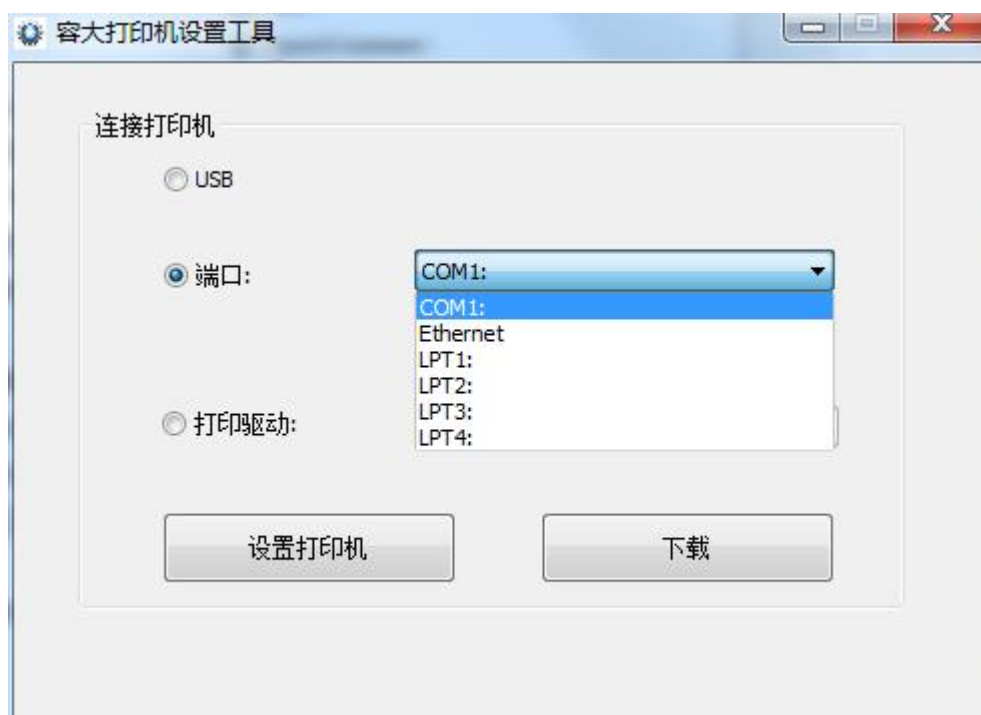 容大打印机设置工具
连接打印机
USB
端口:
COM1:
COM1:
Ethernet
LPT1:
LPT2:
LPT3:
LPT4:
打印驱动:
设置打印机
下载